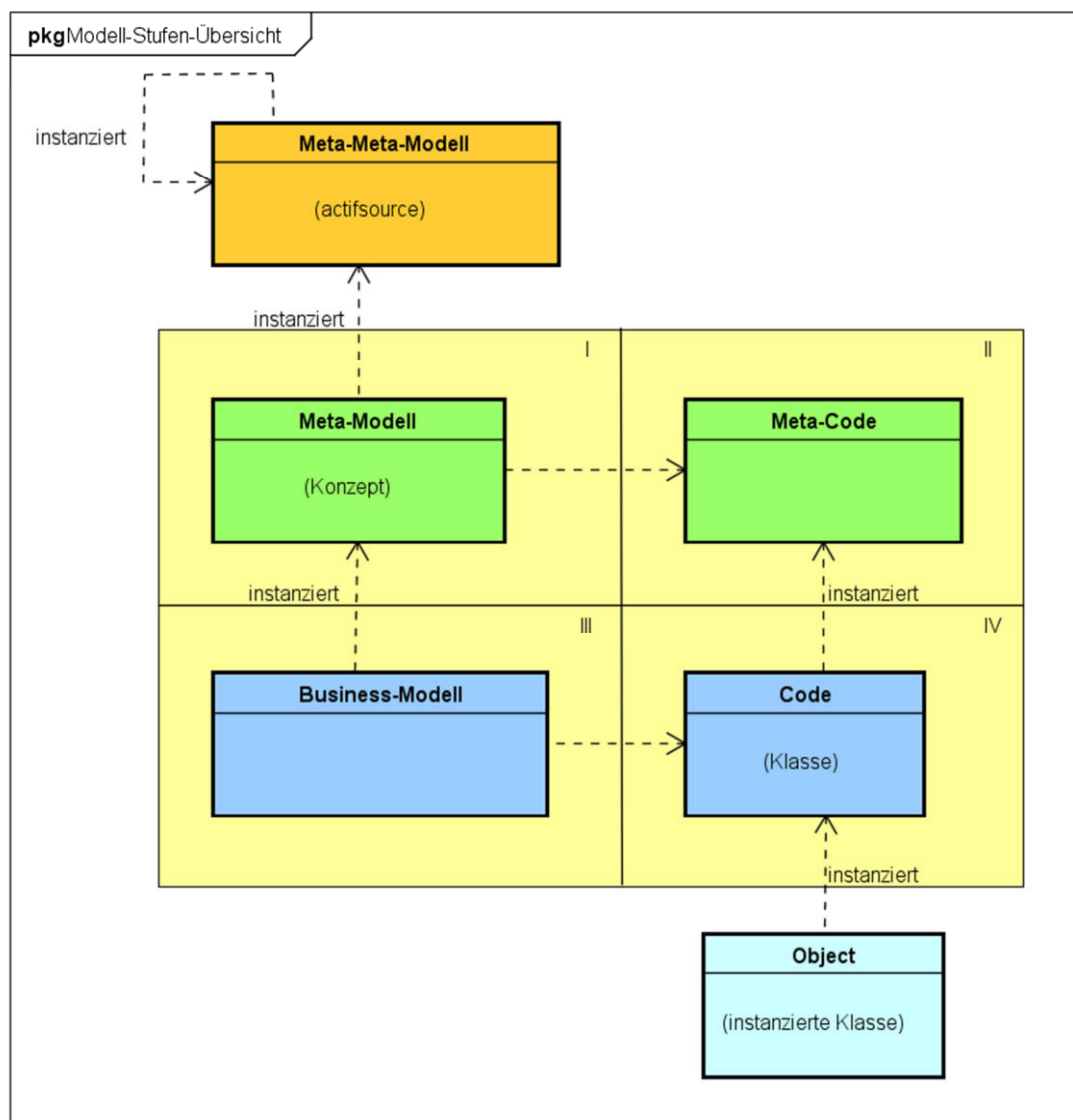 pkgModell-Stufen-Übersicht
instanziert
Meta-Meta-Modell
(actifsource)
instanziert
I
II
Meta-Modell
(Konzept)
Meta-Code
instanziert
instanziert
III
IV
Business-Modell
Code
(Klasse)
instanziert
Object
(instanzierte Klasse)